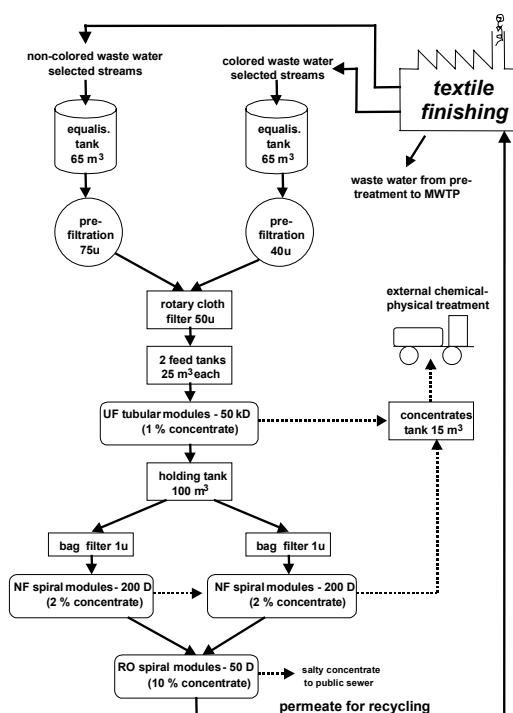 non-colored waste water
selected streams
colored waste water
selected streams
textile
finishing
equalis.
tank
65 m³
equalis.
tank
65 m³
waste water from pre-
treatment to MWTP
pre-
filtration
75u
pre-
filtration
40u
external chemical-
physical treatment
rotary cloth
filter 50u
2 feed tanks
25 m³ each
UF tubular modules - 50 kD
(1 % concentrate)
concentrates
tank 15 m³
holding tank
100 m³
bag filter 1u
bag filter 1u
NF spiral modules - 200 D
(2 % concentrate)
NF spiral modules - 200 D
(2 % concentrate)
RO spiral modules - 50 D
(10 % concentrate)
salty concentrate
to public sewer
permeate for recycling